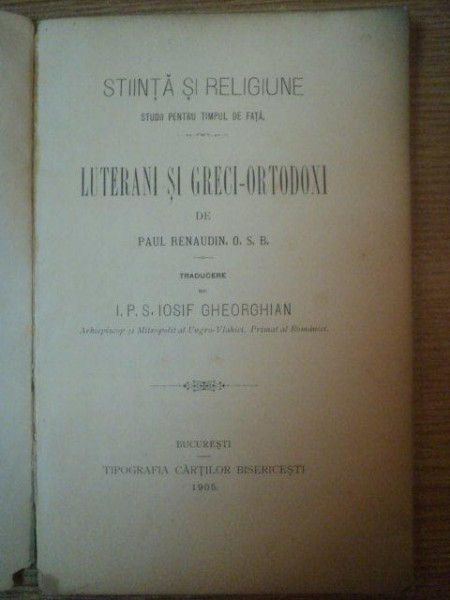 STIINȚĂ ȘI RELIGIUNE
STUDII PENTRU TIMPUL DE FAȚĂ.
LUTERANI ȘI GRECI-ORTODOXI
DE
PAUL RENAUDIN, O. S. B.
TRADUCERE
DE
I. P. S. IOSIF GHEORGHIAN
Arhiepiscop și Mitropolit al Ungro-Vlahiei, Primat al României.
BUCUREȘTI
TIPOGRAFIA CĂRȚILOR BISERICEȘTI
1905.